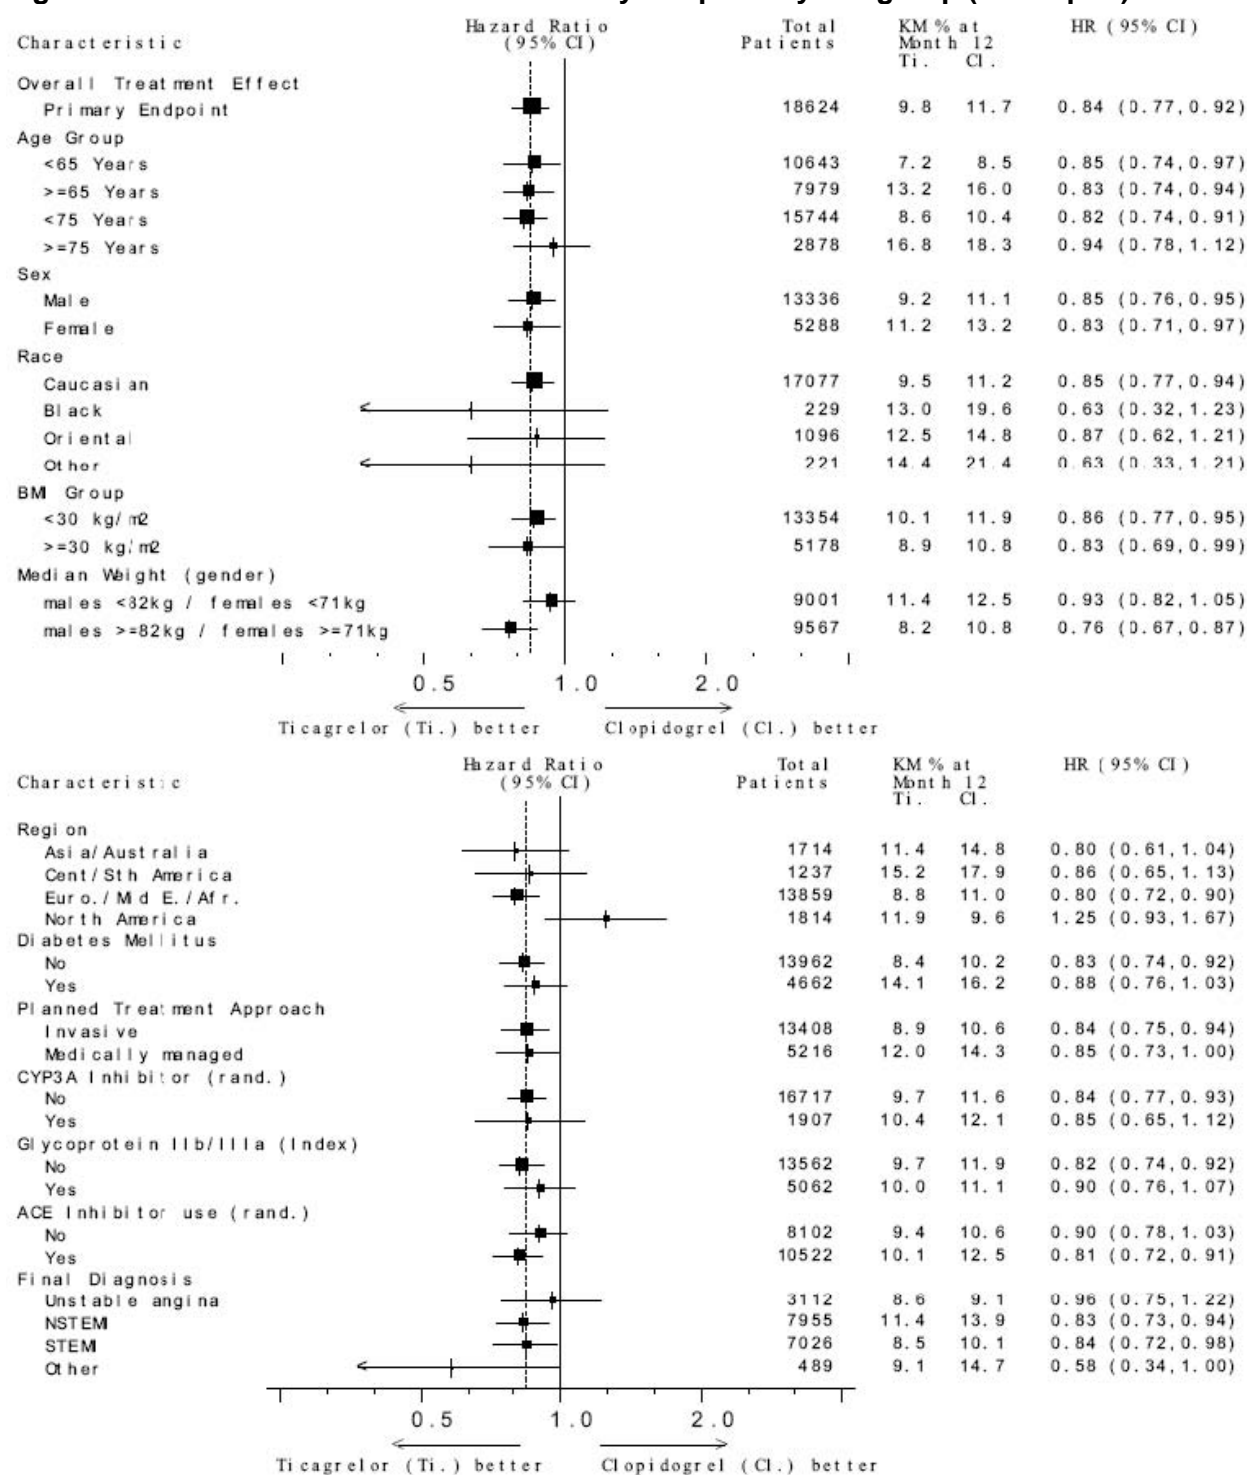 Characteristic Hazard Ratio (95% CI) Total Patients KM % at Month 12 Ti. Cl. HR (95% CI)
Overall Treatment Effect
Primary Endpoint 18624 9.8 11.7 0.84 (0.77, 0.92)
Age Group
<65 Years 10643 7.2 8.5 0.85 (0.74, 0.97)
>=65 Years 7979 13.2 16.0 0.83 (0.74, 0.94)
<75 Years 15744 8.6 10.4 0.82 (0.74, 0.91)
>=75 Years 2878 16.8 18.3 0.94 (0.78, 1.12)
Sex
Male 13336 9.2 11.1 0.85 (0.76, 0.95)
Female 5288 11.2 13.2 0.83 (0.71, 0.97)
Race
Caucasian 17077 9.5 11.2 0.85 (0.77, 0.94)
Black 229 13.0 19.6 0.63 (0.32, 1.23)
Oriental 1096 12.5 14.8 0.87 (0.62, 1.21)
Other 221 14.4 21.4 0.63 (0.33, 1.21)
BMI Group
<30 kg/m2 13354 10.1 11.9 0.86 (0.77, 0.95)
>=30 kg/m2 5178 8.9 10.8 0.83 (0.69, 0.99)
Median Weight (gender)
males <82kg / females <71kg 9001 11.4 12.5 0.93 (0.82, 1.05)
males >=82kg / females >=71kg 9567 8.2 10.8 0.76 (0.67, 0.87)
0.5 1.0 2.0
Ticagrelor (Ti.) better Clopidogrel (Cl.) better
Characteristic Hazard Ratio (95% CI) Total Patients KM % at Month 12 Ti. Cl. HR (95% CI)
Region
Asia/Australia 1714 11.4 14.8 0.80 (0.61, 1.04)
Cent/Sth America 1237 15.2 17.9 0.86 (0.65, 1.13)
Euro./Mid E./Afr. 13859 8.8 11.0 0.80 (0.72, 0.90)
North America 1814 11.9 9.6 1.25 (0.93, 1.67)
Diabetes Mellitus
No 13962 8.4 10.2 0.83 (0.74, 0.92)
Yes 4662 14.1 16.2 0.88 (0.76, 1.03)
Planned Treatment Approach
Invasive 13408 8.9 10.6 0.84 (0.75, 0.94)
Medically managed 5216 12.0 14.3 0.85 (0.73, 1.00)
CYP3A Inhibitor (rand.)
No 16717 9.7 11.6 0.84 (0.77, 0.93)
Yes 1907 10.4 12.1 0.85 (0.65, 1.12)
Glycoprotein IIb/IIIa (Index)
No 13562 9.7 11.9 0.82 (0.74, 0.92)
Yes 5062 10.0 11.1 0.90 (0.76, 1.07)
ACE Inhibitor use (rand.)
No 8102 9.4 10.6 0.90 (0.78, 1.03)
Yes 10522 10.1 12.5 0.81 (0.72, 0.91)
Final Diagnosis
Unstable angina 3112 8.6 9.1 0.96 (0.75, 1.22)
NSTEMI 7955 11.4 13.9 0.83 (0.73, 0.94)
STEMI 7026 8.5 10.1 0.84 (0.72, 0.98)
Other 489 9.1 14.7 0.58 (0.34, 1.00)
0.5 1.0 2.0
Ticagrelor (Ti.) better Clopidogrel (Cl.) better